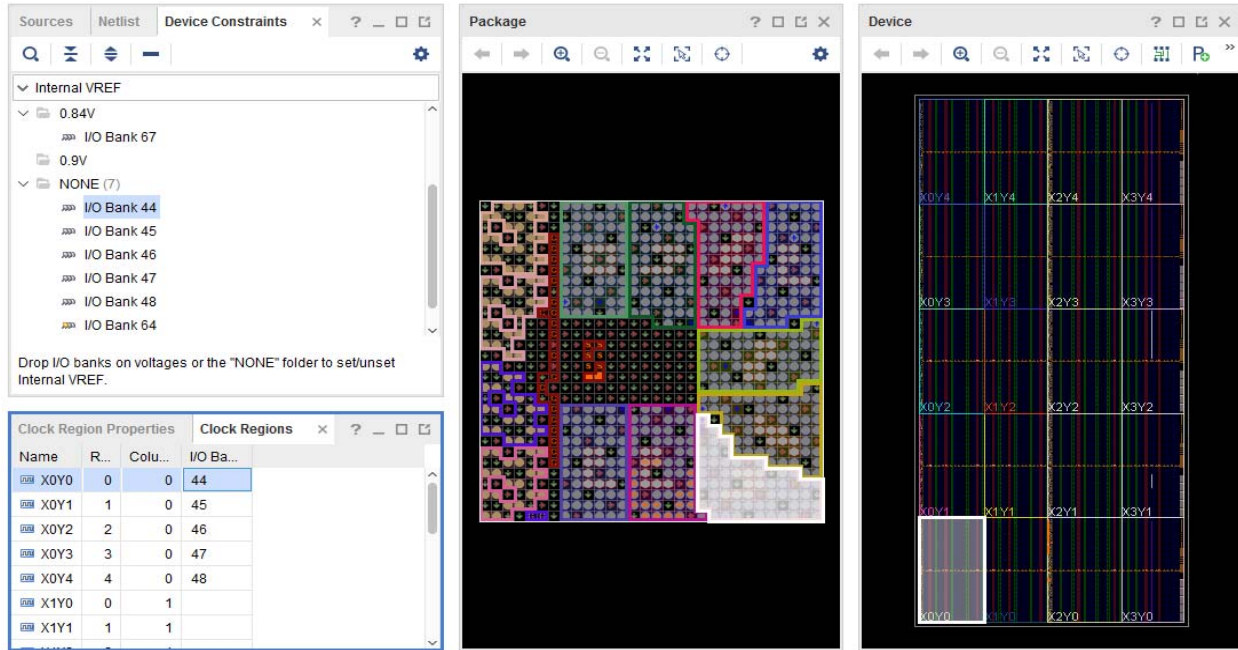 Sources Netlist Device Constraints × ?
Internal VREF
0.84V
I/O Bank 67
0.9V
NONE (7)
I/O Bank 44
I/O Bank 45
I/O Bank 46
I/O Bank 47
I/O Bank 48
I/O Bank 64
Drop I/O banks on voltages or the "NONE" folder to set/unset
Internal VREF.
Clock Region Properties Clock Regions × ?
Name R... Colu... I/O Ba...
X0Y0 0 0 44
X0Y1 1 0 45
X0Y2 2 0 46
X0Y3 3 0 47
X0Y4 4 0 48
X1Y0 0 1
X1Y1 1 1
Package ?
Device ?
X0Y4 X1Y4 X2Y4 X3Y4
X0Y3 X1Y3 X2Y3 X3Y3
X0Y2 X1Y2 X2Y2 X3Y2
X0Y1 X1Y1 X2Y1 X3Y1
X0Y0 X1Y0 X2Y0 X3Y0